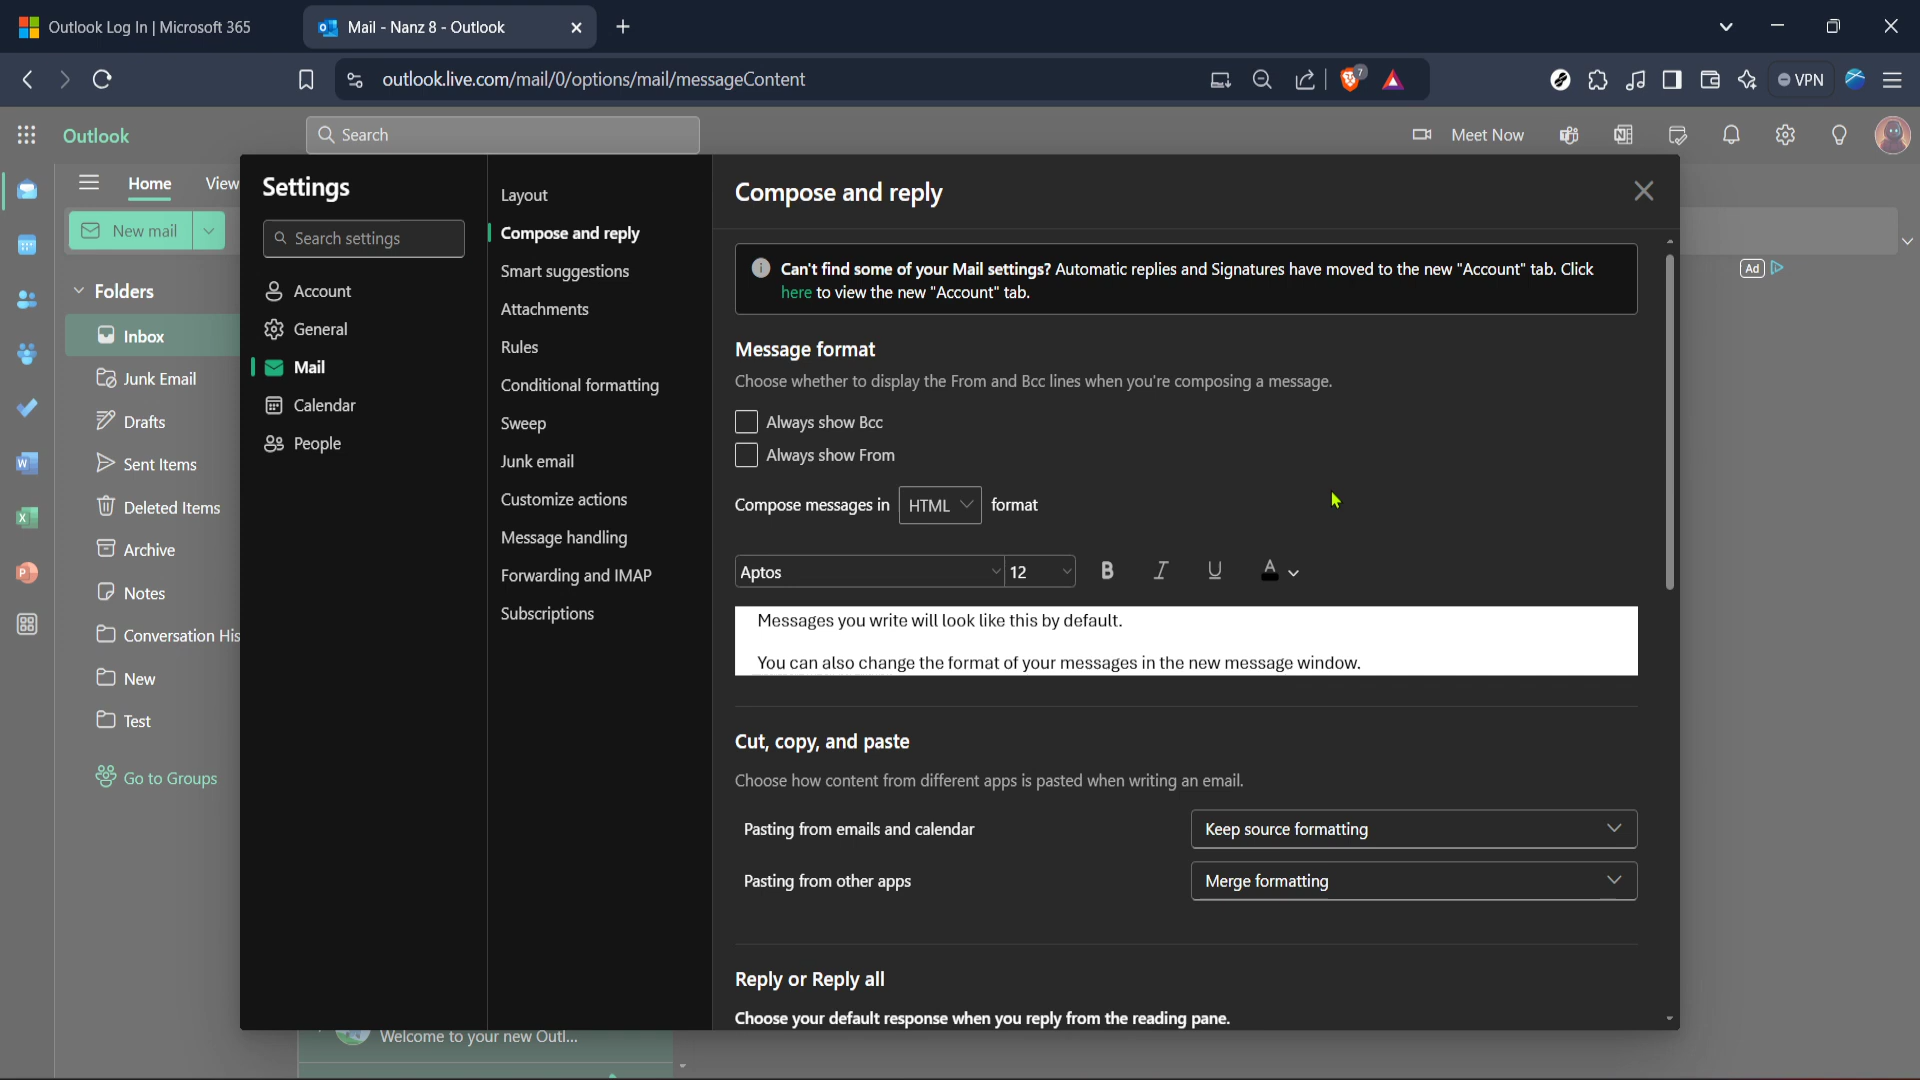 Outlook Log In | Microsoft 365
Mail - Nanz 8 - Outlook
outlook.live.com/mail/0/options/mail/messageContent
7
VPN
Outlook
Search
Meet Now
Home
View
New mail
Folders
Inbox
Junk Email
Drafts
Sent Items
Deleted Items
Archive
Notes
Conversation His
New
Test
Go to Groups
Settings
Search settings
Account
General
Mail
Calendar
People
Layout
Compose and reply
Smart suggestions
Attachments
Rules
Conditional formatting
Sweep
Junk email
Customize actions
Message handling
Forwarding and IMAP
Subscriptions
Compose and reply
Can't find some of your Mail settings? Automatic replies and Signatures have moved to the new "Account" tab. Click
here to view the new "Account" tab.
Message format
Choose whether to display the From and Bcc lines when you're composing a message.
Always show Bcc
Always show From
Compose messages in HTML format
Aptos 12 B I U A
Messages you write will look like this by default.
You can also change the format of your messages in the new message window.
Cut, copy, and paste
Choose how content from different apps is pasted when writing an email.
Pasting from emails and calendar Keep source formatting
Pasting from other apps Merge formatting
Reply or Reply all
Choose your default response when you reply from the reading pane.
Ad
Welcome to your new Outl...